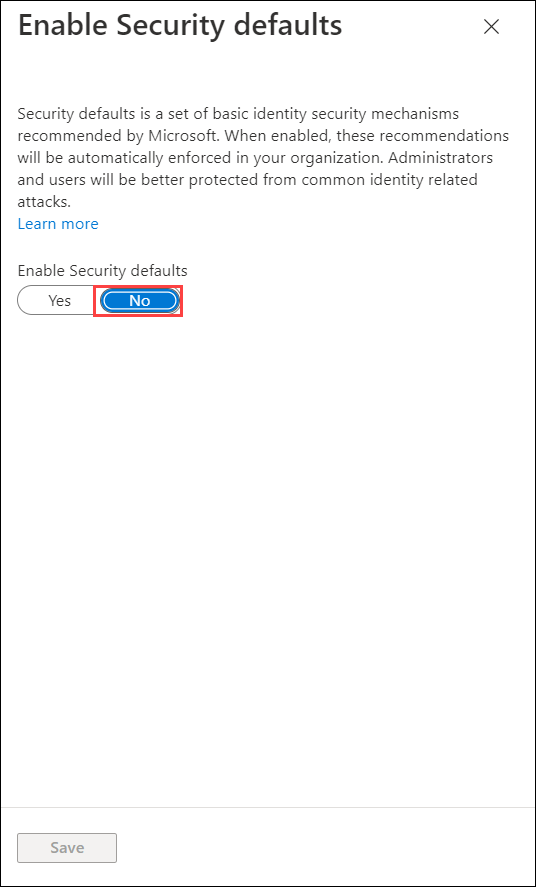 Enable Security defaults
Security defaults is a set of basic identity security mechanisms
recommended by Microsoft. When enabled, these recommendations
will be automatically enforced in your organization. Administrators
and users will be better protected from common identity related
attacks.
Learn more
Enable Security defaults
Yes No
Save